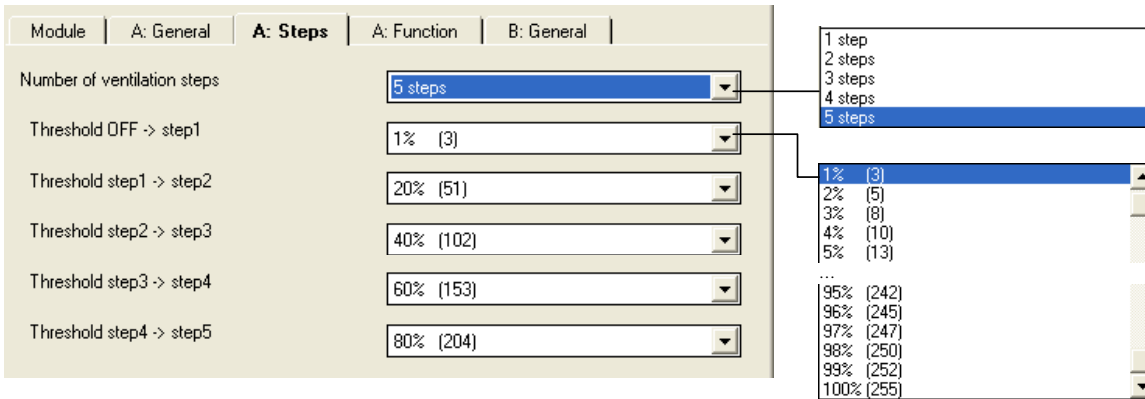 Module A: General A: Steps A: Function B: General
Number of ventilation steps 5 steps
Threshold OFF -> step1 1% (3)
Threshold step1 -> step2 20% (51)
Threshold step2 -> step3 40% (102)
Threshold step3 -> step4 60% (153)
Threshold step4 -> step5 80% (204)
1 step
2 steps
3 steps
4 steps
5 steps
1% (3)
2% (5)
3% (8)
4% (10)
5% (13)
...
95% (242)
96% (245)
97% (247)
98% (250)
99% (252)
100% (255)